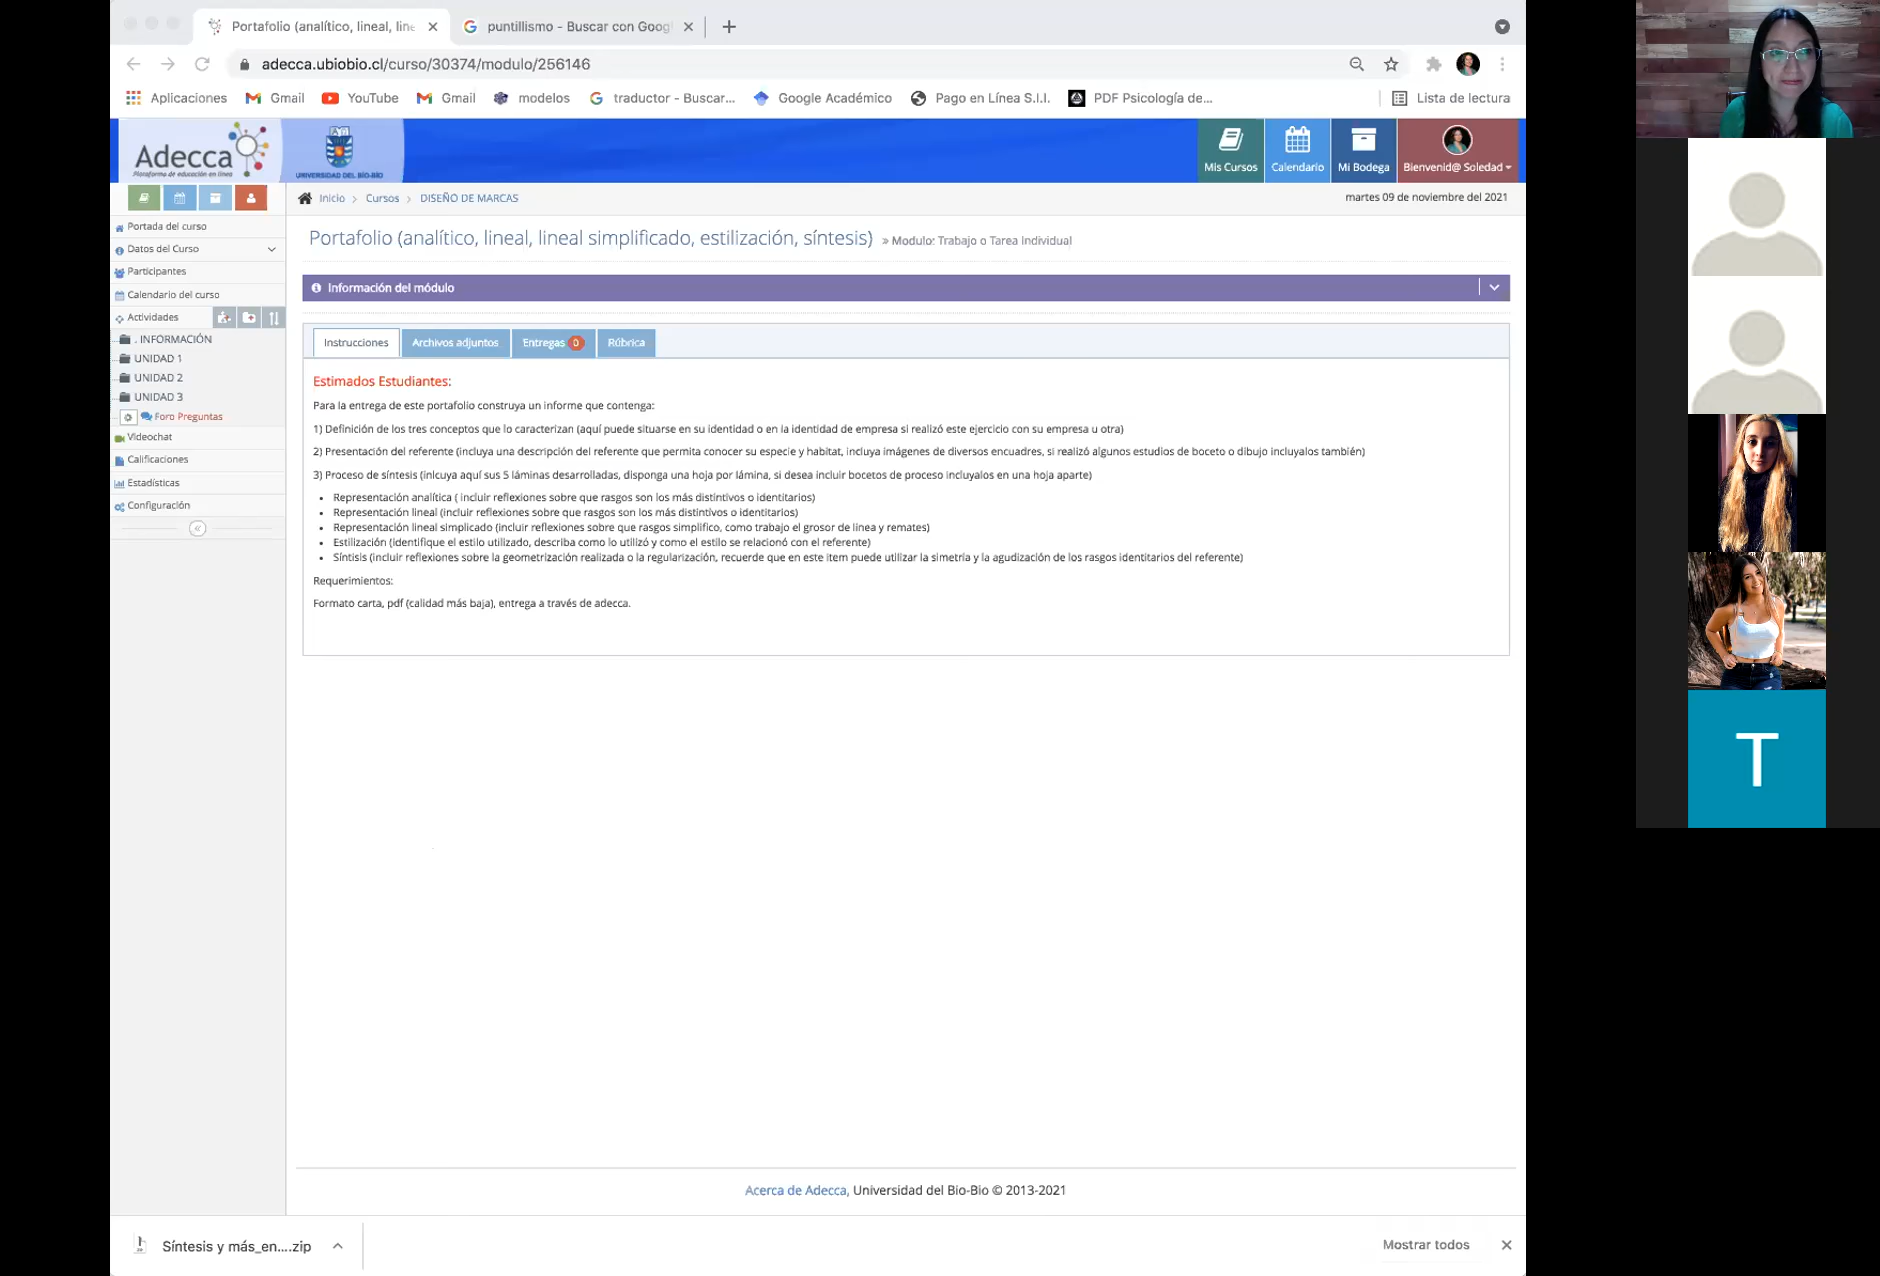 Portafolio (analítico, lineal, line
puntillismo - Buscar con Goog
adecca.ubiobio.cl/curso/30374/modulo/256146
Aplicaciones
Gmail
YouTube
Gmail
modelos
traductor - Buscar...
Google Académico
Pago en Línea S.I.I.
PDF Psicología de...
Lista de lectura
Adecca
Plataforma de educación en línea
UNIVERSIDAD DEL BÍO-BÍO
Mis Cursos
Calendario
Mi Bodega
Bienvenid@ Soledad
Inicio > Cursos > DISEÑO DE MARCAS
martes 09 de noviembre del 2021
Portada del curso
Datos del Curso
Participantes
Calendario del curso
Actividades
. INFORMACIÓN
UNIDAD 1
UNIDAD 2
UNIDAD 3
Foro Preguntas
Videochat
Calificaciones
Estadísticas
Configuración
Portafolio (analítico, lineal, lineal simplificado, estilización, síntesis) » Modulo: Trabajo o Tarea Individual
Información del módulo
Instrucciones
Archivos adjuntos
Entregas 0
Rúbrica
Estimados Estudiantes:
Para la entrega de este portafolio construya un informe que contenga:
1) Definición de los tres conceptos que lo caracterizan (aquí puede situarse en su identidad o en la identidad de empresa si realizó este ejercicio con su empresa u otra)
2) Presentación del referente (incluya una descripción del referente que permita conocer su especie y habitat, incluya imágenes de diversos encuadres, si realizó algunos estudios de boceto o dibujo incluyalos también)
3) Proceso de síntesis (inlcuya aquí sus 5 láminas desarrolladas, disponga una hoja por lámina, si desea incluir bocetos de proceso incluyalos en una hoja aparte)
• Representación analítica ( incluir reflexiones sobre que rasgos son los más distintivos o identitarios)
• Representación lineal (incluir reflexiones sobre que rasgos son los más distintivos o identitarios)
• Representación lineal simplicado (incluir reflexiones sobre que rasgos simplifico, como trabajo el grosor de linea y remates)
• Estilización (identifique el estilo utilizado, describa como lo utilizó y como el estilo se relacionó con el referente)
• Síntisis (incluir reflexiones sobre la geometrización realizada o la regularización, recuerde que en este item puede utilizar la simetría y la agudización de los rasgos identitarios del referente)
Requerimientos:
Formato carta, pdf (calidad más baja), entrega a través de adecca.
Acerca de Adecca, Universidad del Bio-Bio © 2013-2021
Síntesis y más_en....zip
Mostrar todos
T